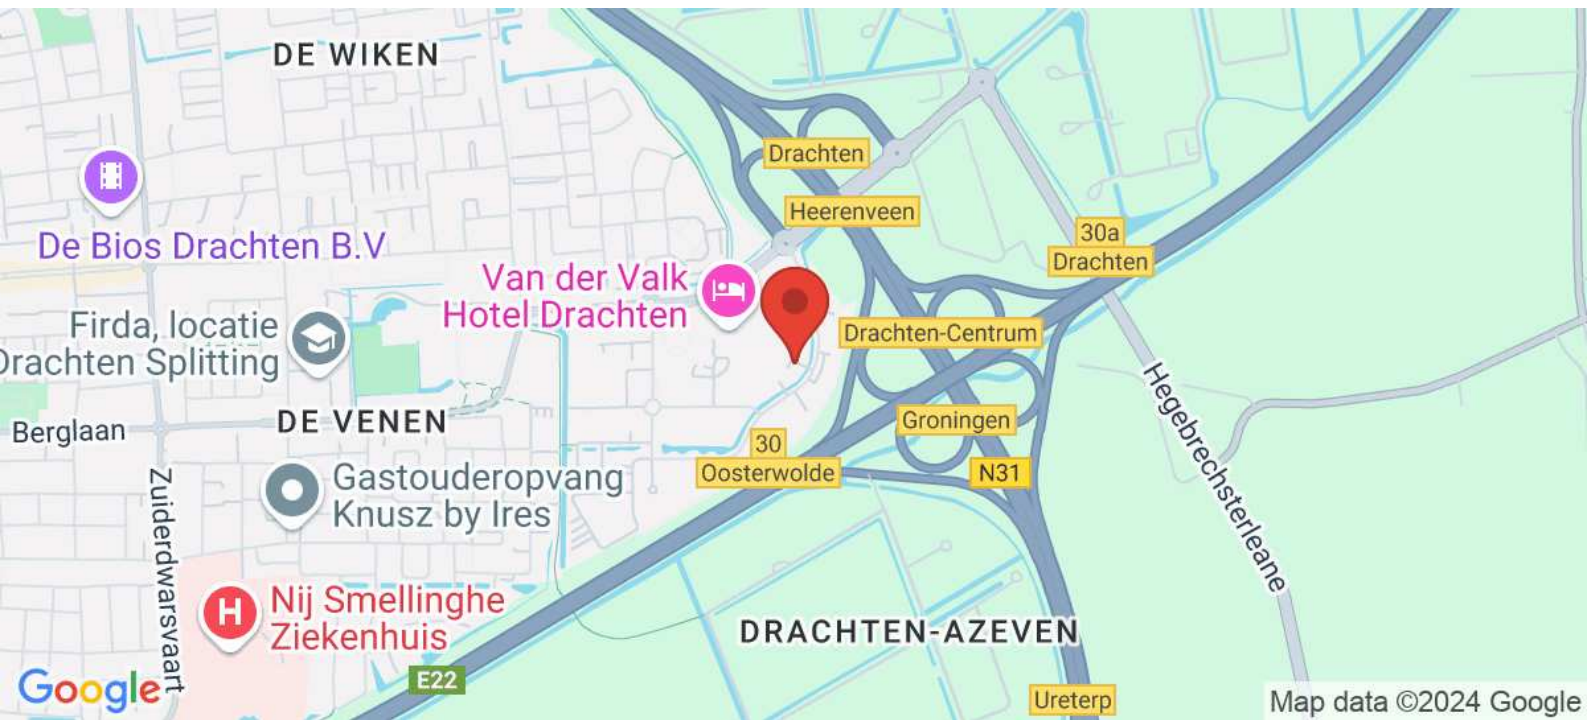 DE WIKEN
Drachten
Heerenveen
30a
Drachten
De Bios Drachten B.V
Van der Valk
Hotel Drachten
Firda, locatie
Drachten Splitting
Drachten-Centrum
Berglaan
DE VENEN
Groningen
30
Oosterwolde
N31
Hegebrechsterleane
Gastouderopvang
Knusz by Ires
Zuiderdwarsvaart
Nij Smellinghe
Ziekenhuis
H
DRACHTEN-AZEVEN
E22
Ureterp
Google
Map data ©2024 Google